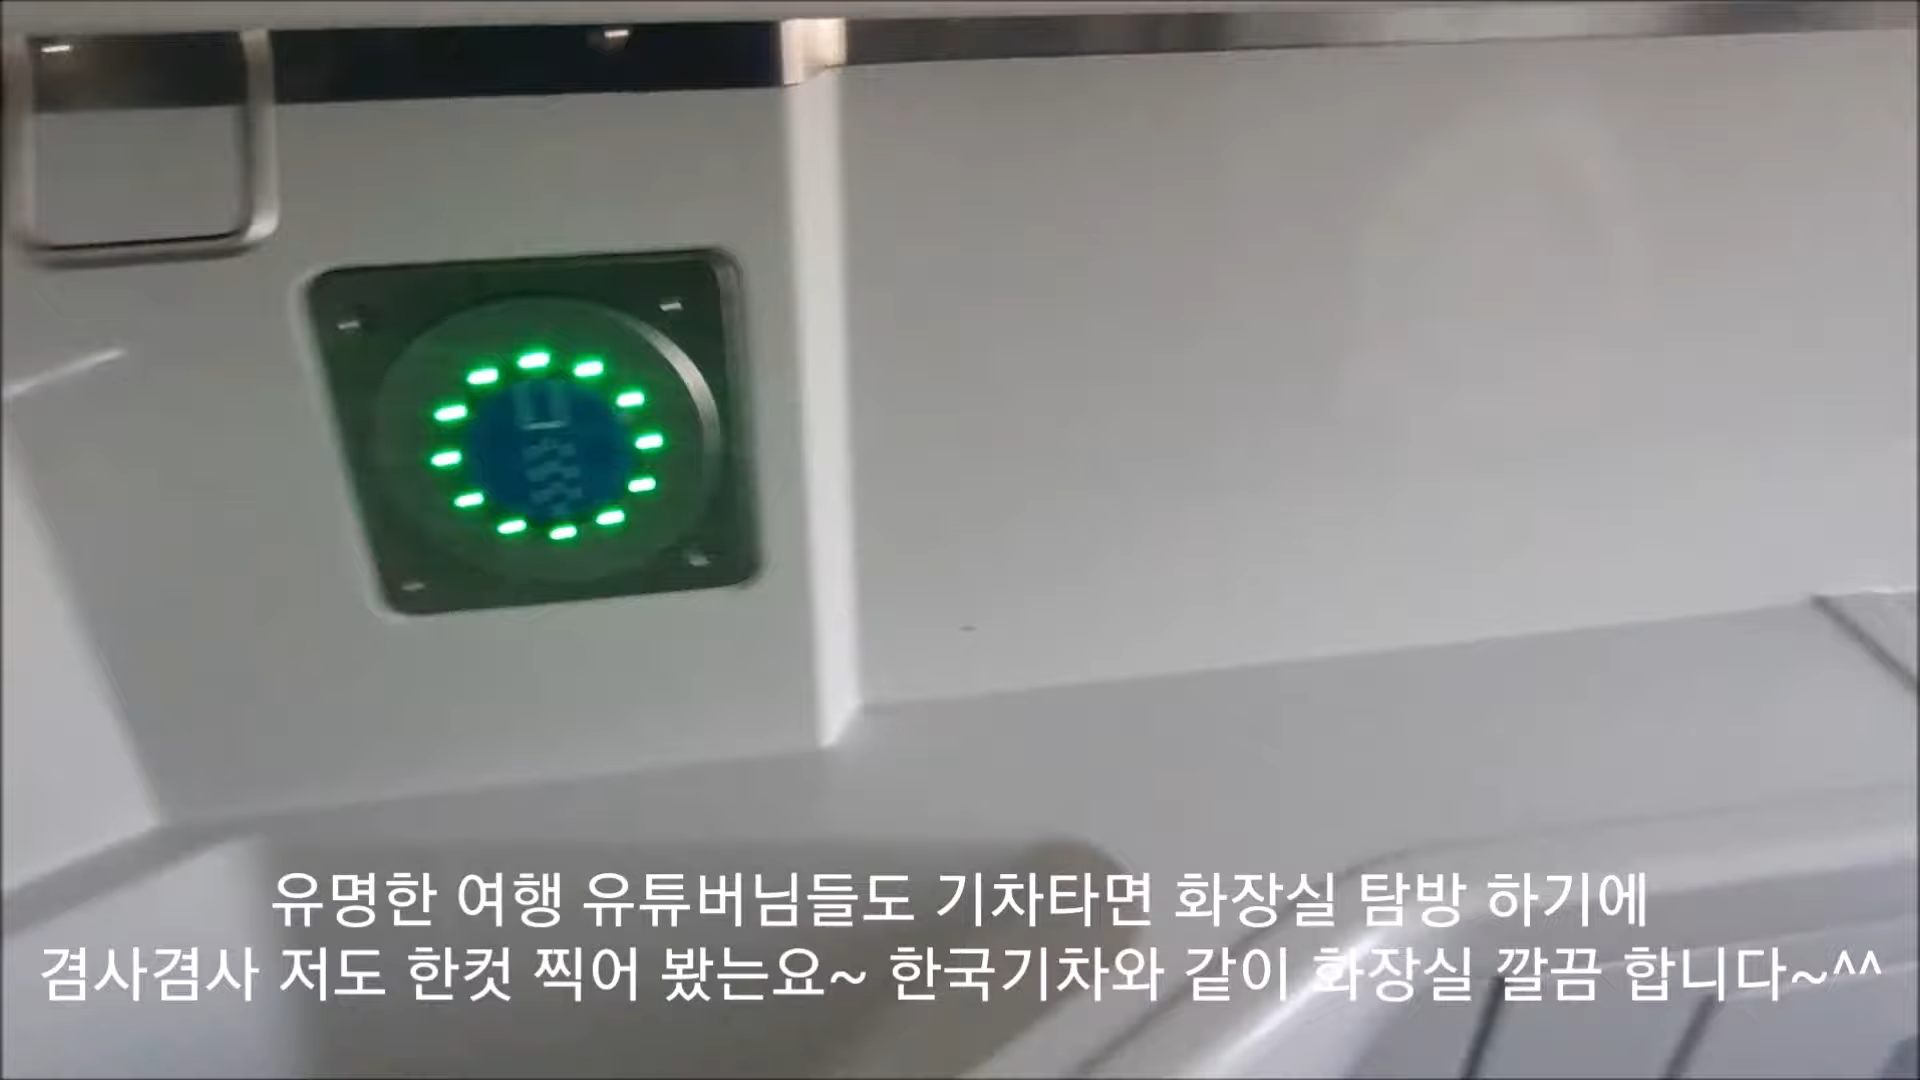 유명한 여행 유튜버님들도 기차타면 화장실 탐방 하기에
겸사겸사 저도 한컷 찍어 봤는요~ 한국기차와 같이 화장실 깔끔 합니다~^^